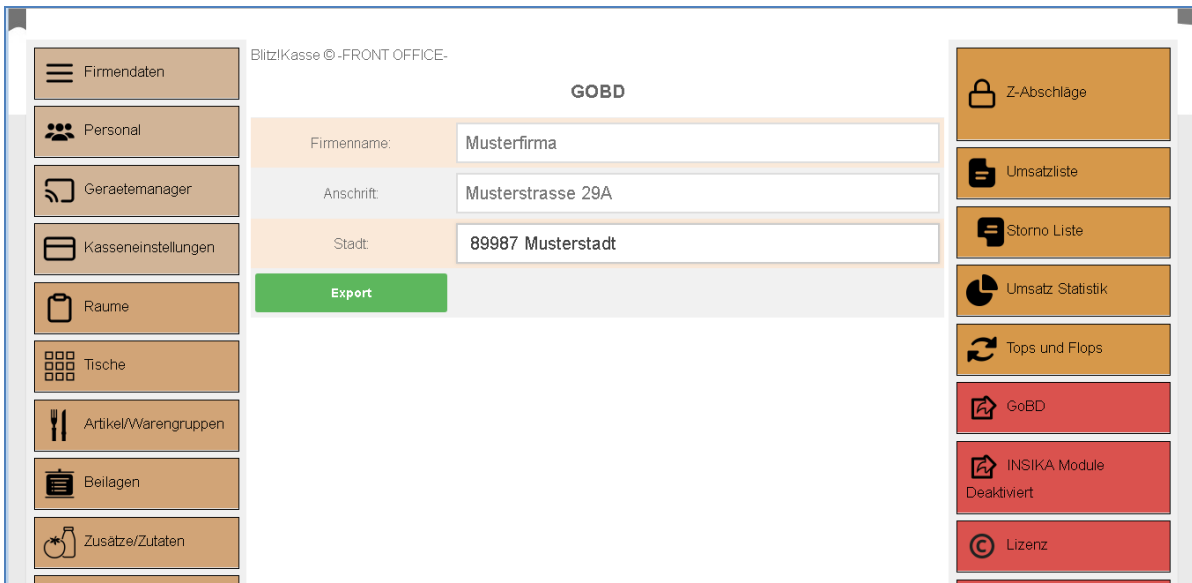 Firmendaten
Personal
Geraetemanager
Kasseneinstellungen
Raume
Tische
Artikel/Warengruppen
Beilagen
Zusätze/Zutaten
Blitz!Kasse © -FRONT OFFICE-
GOBD
Firmenname: Musterfirma
Anschrift: Musterstrasse 29A
Stadt: 89987 Musterstadt
Export
Z-Abschläge
Umsatzliste
Storno Liste
Umsatz Statistik
Tops und Flops
GoBD
INSIKA Module
Deaktiviert
Lizenz